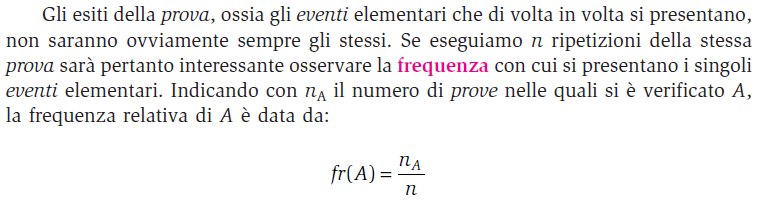 Gli esiti della prova, ossia gli eventi elementari che di volta in volta si presentano,
non saranno ovviamente sempre gli stessi. Se eseguiamo n ripetizioni della stessa
prova sarà pertanto interessante osservare la frequenza con cui si presentano i singoli
eventi elementari. Indicando con n_A il numero di prove nelle quali si è verificato A,
la frequenza relativa di A è data da:
fr(A) = n_A / n